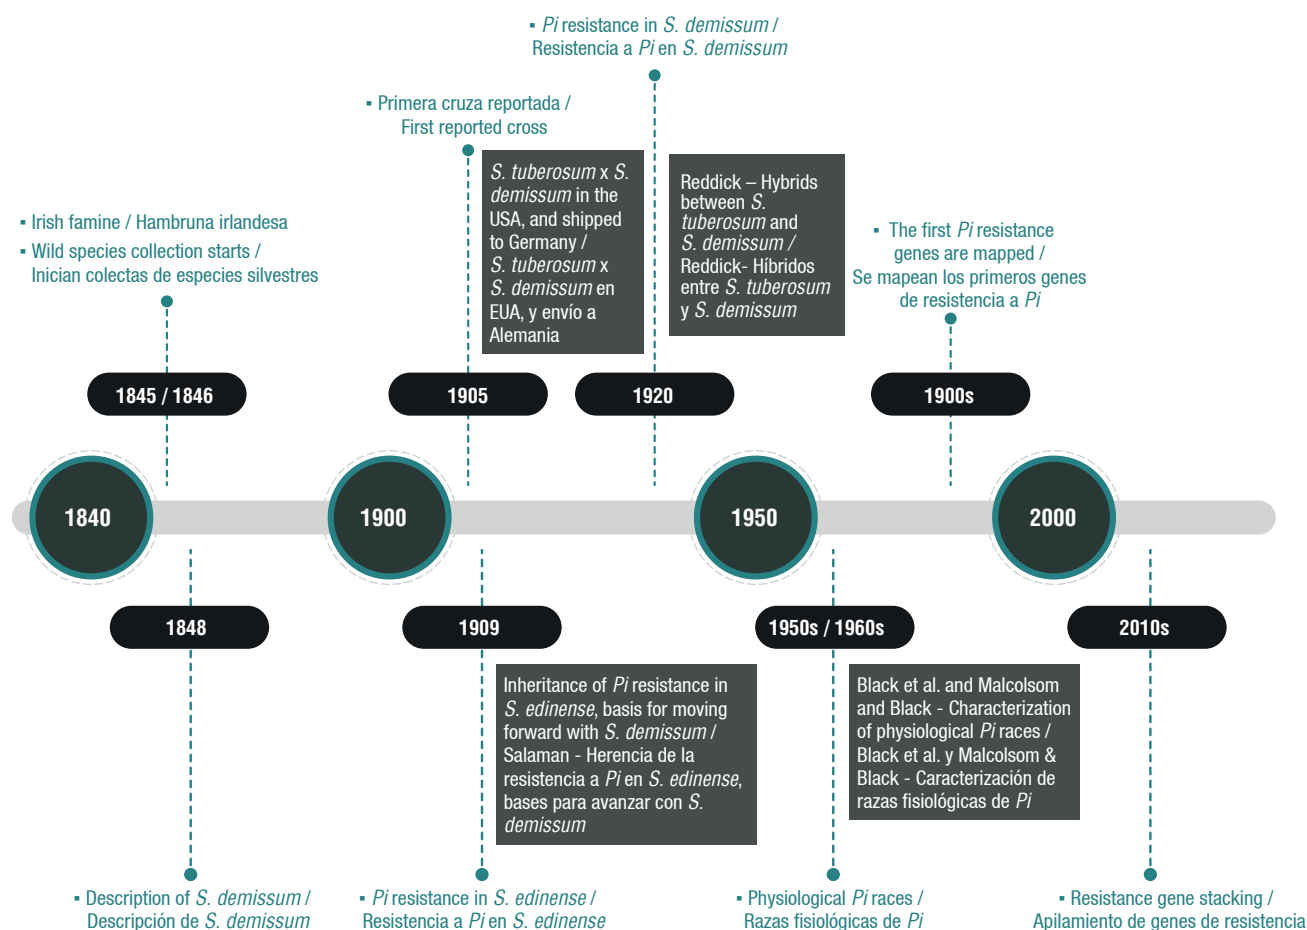 ▪ Pi resistance in S. demissum /
Resistencia a Pi en S. demissum
▪ Primera cruza reportada /
First reported cross
S. tuberosum x S.
demissum in the
USA, and shipped
to Germany /
S. tuberosum x
S. demissum en
EUA, y envío a
Alemania
Reddick – Hybrids
between S.
tuberosum and
S. demissum /
Reddick- Híbridos
entre S. tuberosum
y S. demissum
▪ Irish famine / Hambruna irlandesa
▪ Wild species collection starts /
Inician colectas de especies silvestres
▪ The first Pi resistance
genes are mapped /
Se mapean los primeros genes
de resistencia a Pi
1845 / 1846
1905
1920
1900s
1840
1900
1950
2000
1848
1909
1950s / 1960s
2010s
Inheritance of Pi resistance in
S. edinense, basis for moving
forward with S. demissum /
Salaman - Herencia de la
resistencia a Pi en S. edinense,
bases para avanzar con S.
demissum
Black et al. and Malcolsom
and Black - Characterization
of physiological Pi races /
Black et al. y Malcolsom &
Black - Caracterización de
razas fisiológicas de Pi
▪ Description of S. demissum /
Descripción de S. demissum
▪ Pi resistance in S. edinense /
Resistencia a Pi en S. edinense
▪ Physiological Pi races /
Razas fisiológicas de Pi
▪ Resistance gene stacking /
Apilamiento de genes de resistencia